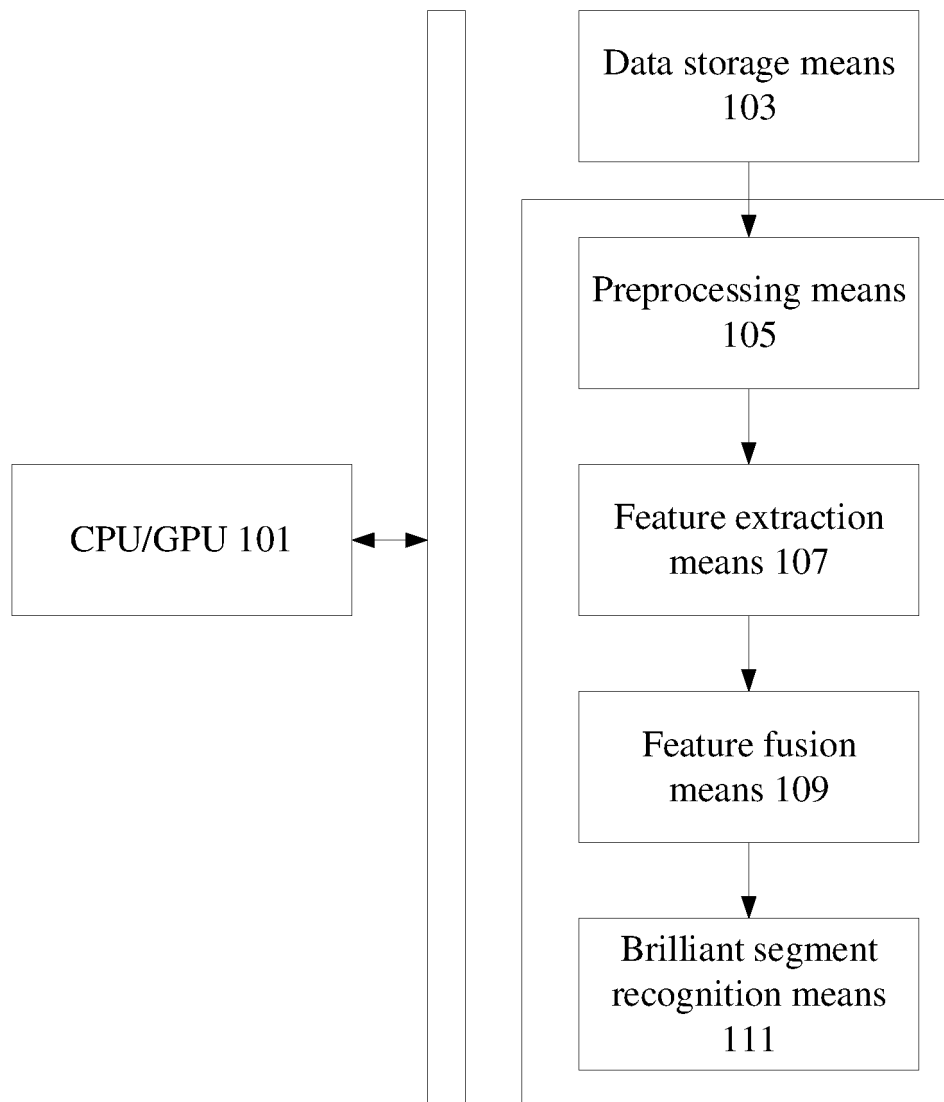 Data storage means
103
Preprocessing means
105
CPU/GPU 101
Feature extraction
means 107
Feature fusion
means 109
Brilliant segment
recognition means
111